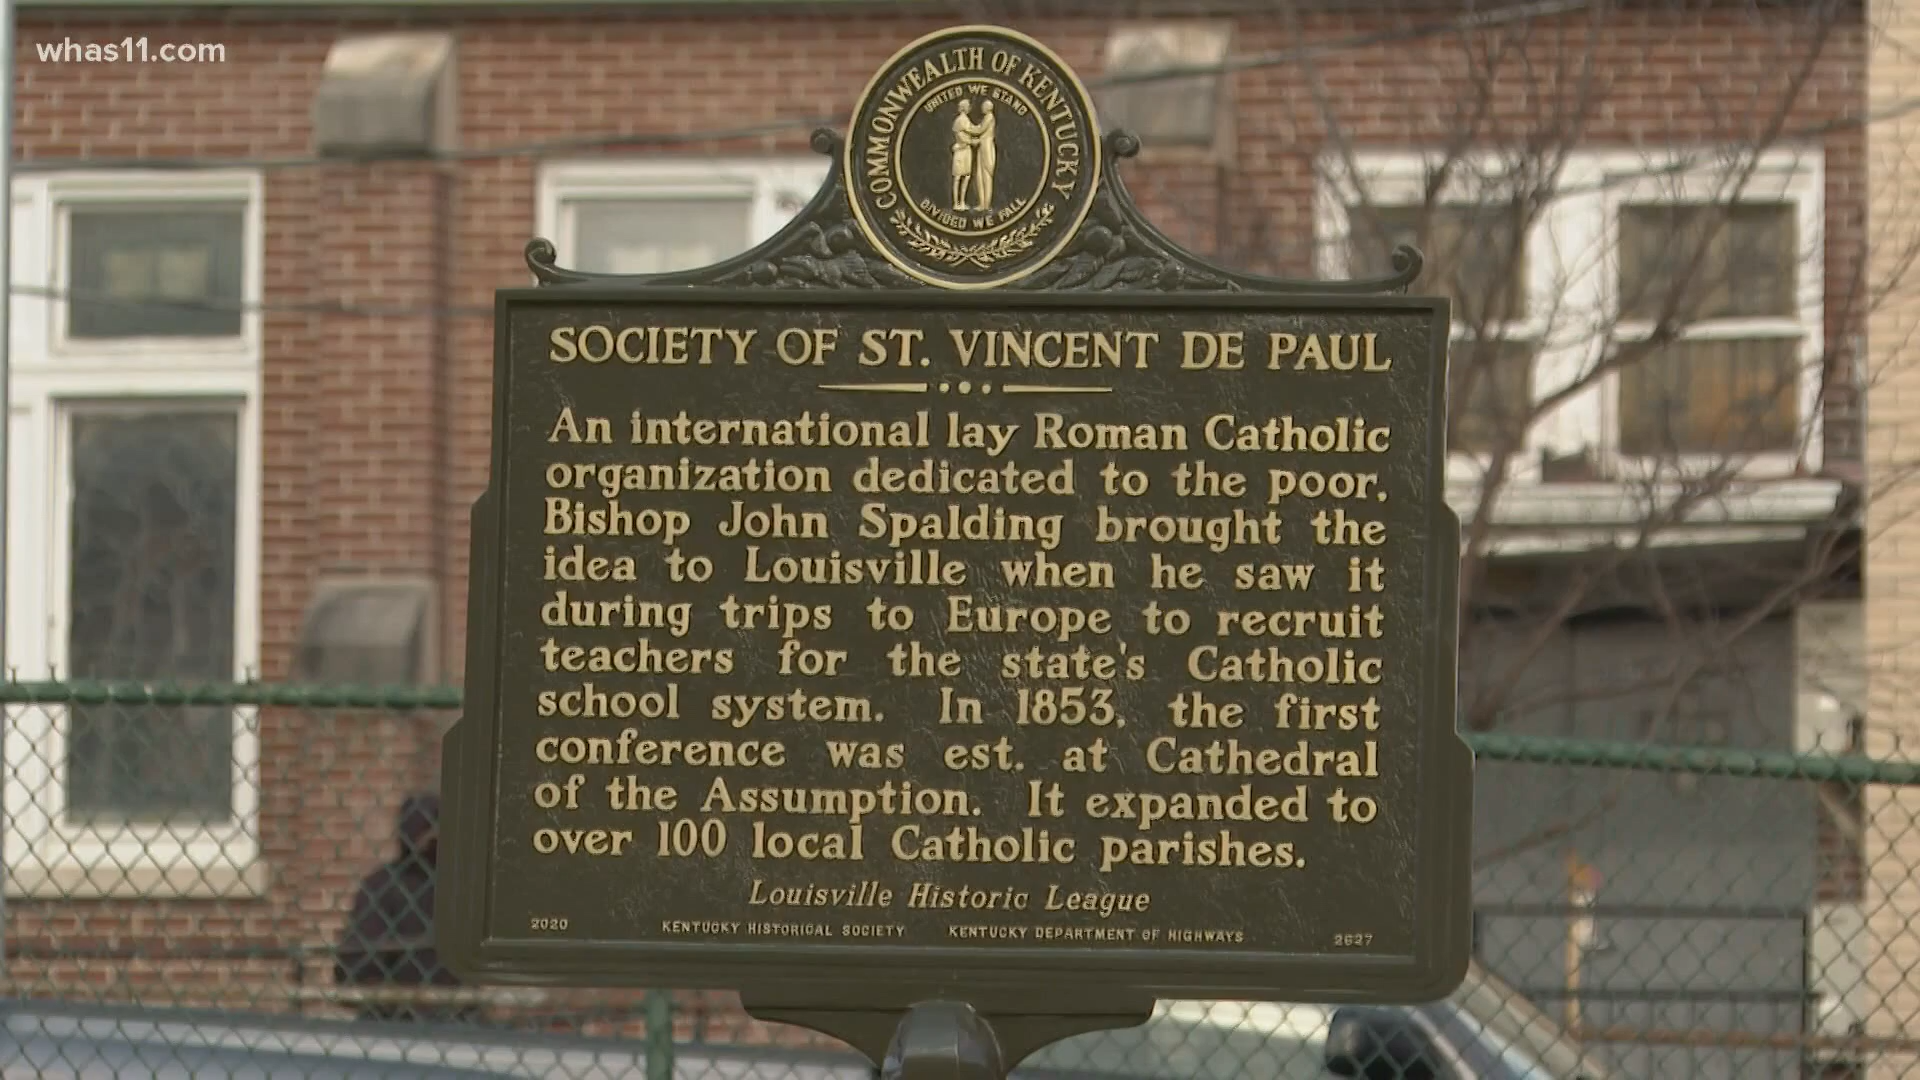 whas11.com
COMMONWEALTH OF KENTUCKY
UNITED WE STAND
DIVIDED WE FALL
SOCIETY OF ST. VINCENT DE PAUL
An international lay Roman Catholic
organization dedicated to the poor.
Bishop John Spalding brought the
idea to Louisville when he saw it
during trips to Europe to recruit
teachers for the state's Catholic
school system. In 1853, the first
conference was est. at Cathedral
of the Assumption. It expanded to
over 100 local Catholic parishes.
Louisville Historic League
2020 KENTUCKY HISTORICAL SOCIETY KENTUCKY DEPARTMENT OF HIGHWAYS 2627